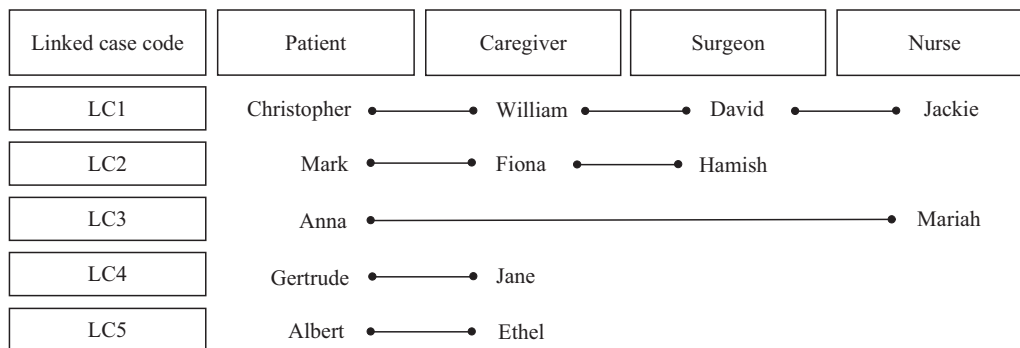 Linked case code Patient Caregiver Surgeon Nurse
LC1 Christopher William David Jackie
LC2 Mark Fiona Hamish
LC3 Anna Mariah
LC4 Gertrude Jane
LC5 Albert Ethel